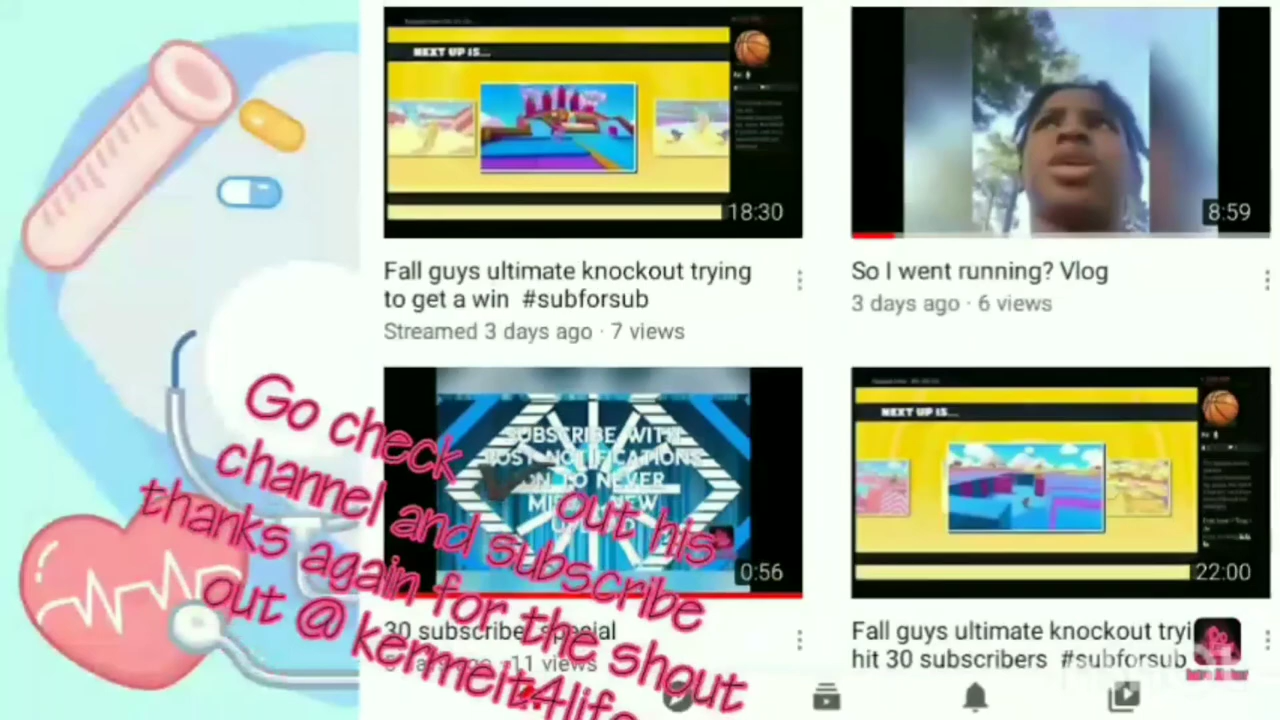 NEXT UP IS...
18:30
8:59
Fall guys ultimate knockout trying
to get a win #subforsub
Streamed 3 days ago · 7 views
So I went running? Vlog
3 days ago · 6 views
SUBSCRIBE WITH
POST NOTIFICATIONS
ON TO NEVER
NEW
0:56
NEXT UP IS...
22:00
30 subscriber special
11 views
Fall guys ultimate knockout tryi
hit 30 subscribers #subforsub
Go check out his
channel and subscribe
thanks again for the shout
out @ kermelt4life